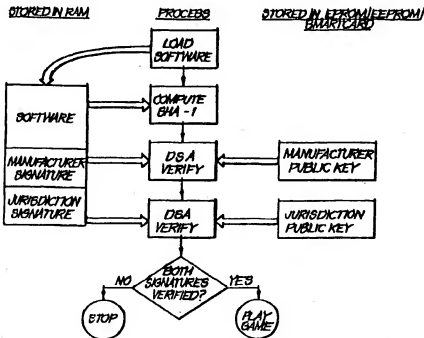 STORED IN RAM
PROCESS
STORED IN EPROM/EEPROM/
SMARTCARD
LOAD
SOFTWARE
SOFTWARE
COMPUTE
SHA-1
MANUFACTURER
SIGNATURE
DSA
VERIFY
MANUFACTURER
PUBLIC KEY
JURISDICTION
SIGNATURE
DSA
VERIFY
JURISDICTION
PUBLIC KEY
NO
BOTH
SIGNATURES
VERIFIED?
YES
STOP
PLAY
GAME